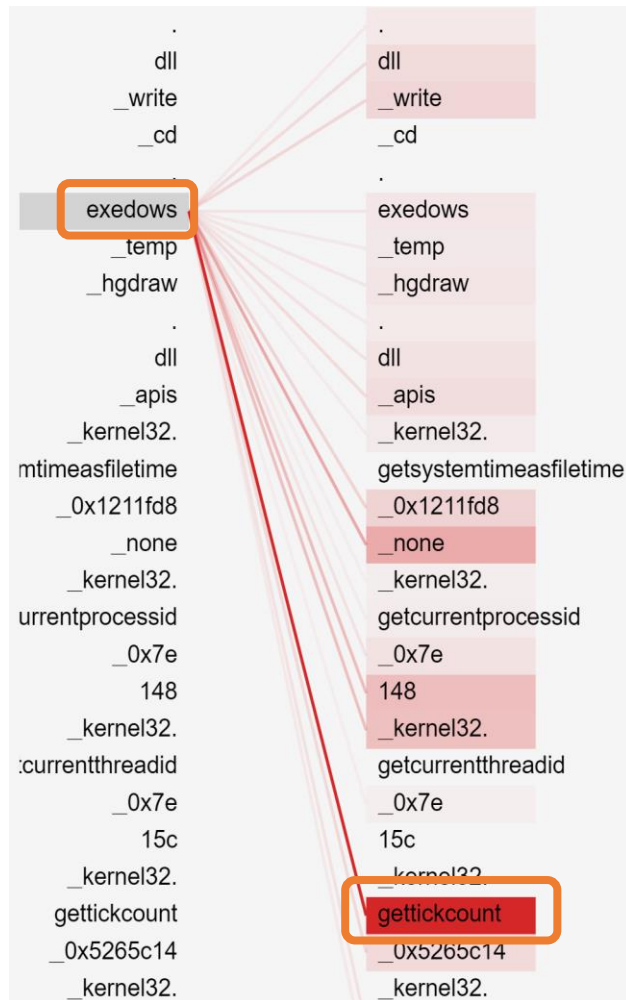 . .
dll dll
_write _write
_cd _cd
. .
exedows exedows
_temp _temp
_hgdraw _hgdraw
. .
dll dll
_apis _apis
_kernel32. _kernel32.
mtimeasfiletime getsystemtimeasfiletime
_0x1211fd8 _0x1211fd8
_none _none
_kernel32. _kernel32.
urrentprocessid getcurrentprocessid
_0x7e _0x7e
148 148
_kernel32. _kernel32.
currentthreadid getcurrentthreadid
_0x7e _0x7e
15c 15c
_kernel32. _kernel32.
gettickcount gettickcount
_0x5265c14 _0x5265c14
_kernel32. _kernel32.